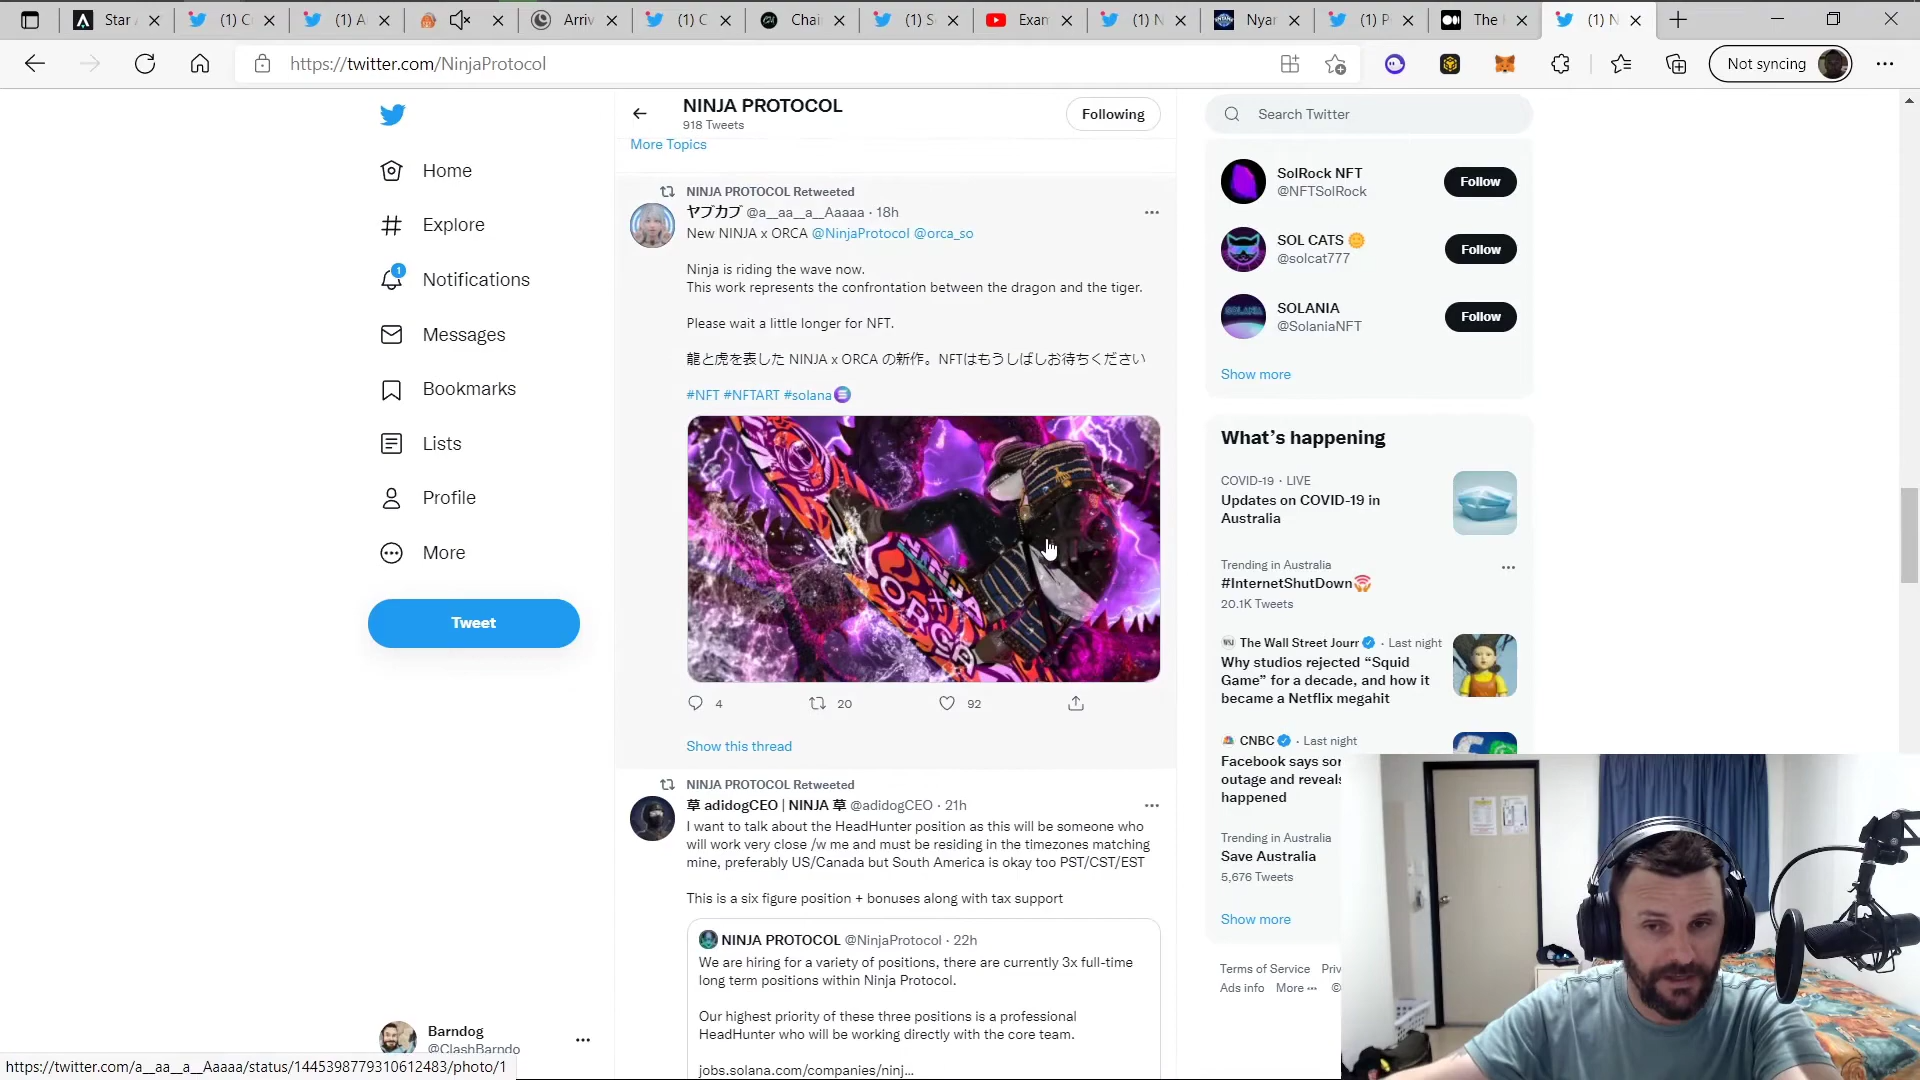 Star
(1) C
(1) A
Arriv
(1) C
Chai
(1) S
Exan
(1) N
Nyar
(1) P
The
(1) N
https://twitter.com/NinjaProtocol
Not syncing
NINJA PROTOCOL
918 Tweets
Following
More Topics
Home
Explore
1
Notifications
Messages
Bookmarks
Lists
Profile
More
Tweet
Barndog
@ClashBarndo
NINJA PROTOCOL Retweeted
ヤブカブ @a__aa__a__Aaaaa · 18h
New NINJA x ORCA @NinjaProtocol @orca_so
Ninja is riding the wave now.
This work represents the confrontation between the dragon and the tiger.
Please wait a little longer for NFT.
龍と虎を表した NINJA x ORCA の新作。NFTはもうしばしお待ちください
#NFT #NFTART #solana
NINJA
X
ORCA
4
20
92
Show this thread
NINJA PROTOCOL Retweeted
草 adidogCEO | NINJA 草 @adidogCEO · 21h
I want to talk about the HeadHunter position as this will be someone who
will work very close /w me and must be residing in the timezones matching
mine, preferably US/Canada but South America is okay too PST/CST/EST
This is a six figure position + bonuses along with tax support
NINJA PROTOCOL @NinjaProtocol · 22h
We are hiring for a variety of positions, there are currently 3x full-time
long term positions within Ninja Protocol.
Our highest priority of these three positions is a professional
HeadHunter who will be working directly with the core team.
jobs.solana.com/companies/ninj...
Search Twitter
SolRock NFT
@NFTSolRock
Follow
SOL CATS
@solcat777
Follow
SOLANIA
@SolaniaNFT
Follow
Show more
What's happening
COVID-19 · LIVE
Updates on COVID-19 in
Australia
Trending in Australia
#InternetShutDown
20.1K Tweets
The Wall Street Jourr · Last night
Why studios rejected “Squid
Game” for a decade, and how it
became a Netflix megahit
CNBC · Last night
Facebook says sor
outage and reveals
happened
Trending in Australia
Save Australia
5,676 Tweets
Show more
Terms of Service Priv
Ads info More ··· ©
https://twitter.com/a__aa__a__Aaaaa/status/1445398779310612483/photo/1